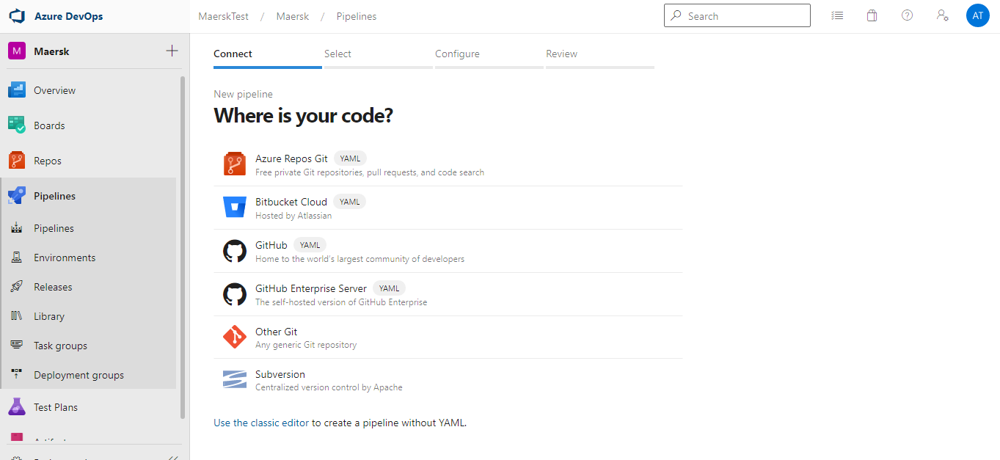 Azure DevOps
MaerskTest / Maersk / Pipelines
Search
AT
M Maersk
Overview
Boards
Repos
Pipelines
Pipelines
Environments
Releases
Library
Task groups
Deployment groups
Test Plans
Connect
Select
Configure
Review
New pipeline
Where is your code?
Azure Repos Git YAML
Free private Git repositories, pull requests, and code search
Bitbucket Cloud YAML
Hosted by Atlassian
GitHub YAML
Home to the world's largest community of developers
GitHub Enterprise Server YAML
The self-hosted version of GitHub Enterprise
Other Git
Any generic Git repository
Subversion
Centralized version control by Apache
Use the classic editor to create a pipeline without YAML.